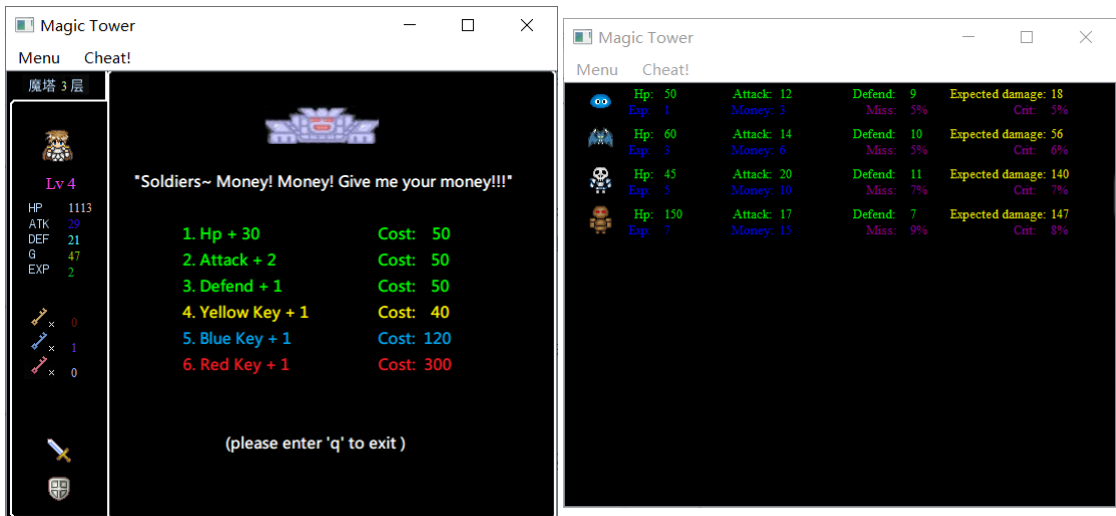 Magic Tower
Menu Cheat!
魔塔 3 层
Lv 4
HP 1113
ATK 29
DEF 21
G 47
EXP 2
× 0
× 1
× 0
"Soldiers~ Money! Money! Give me your money!!!"
1. Hp + 30 Cost: 50
2. Attack + 2 Cost: 50
3. Defend + 1 Cost: 50
4. Yellow Key + 1 Cost: 40
5. Blue Key + 1 Cost: 120
6. Red Key + 1 Cost: 300
(please enter 'q' to exit )
Magic Tower
Menu Cheat!
Hp: 50 Attack: 12 Defend: 9 Expected damage: 18
Exp: 1 Money: 3 Miss: 5% Crit: 5%
Hp: 60 Attack: 14 Defend: 10 Expected damage: 56
Exp: 3 Money: 6 Miss: 5% Crit: 6%
Hp: 45 Attack: 20 Defend: 11 Expected damage: 140
Exp: 5 Money: 10 Miss: 7% Crit: 7%
Hp: 150 Attack: 17 Defend: 7 Expected damage: 147
Exp: 7 Money: 15 Miss: 9% Crit: 8%